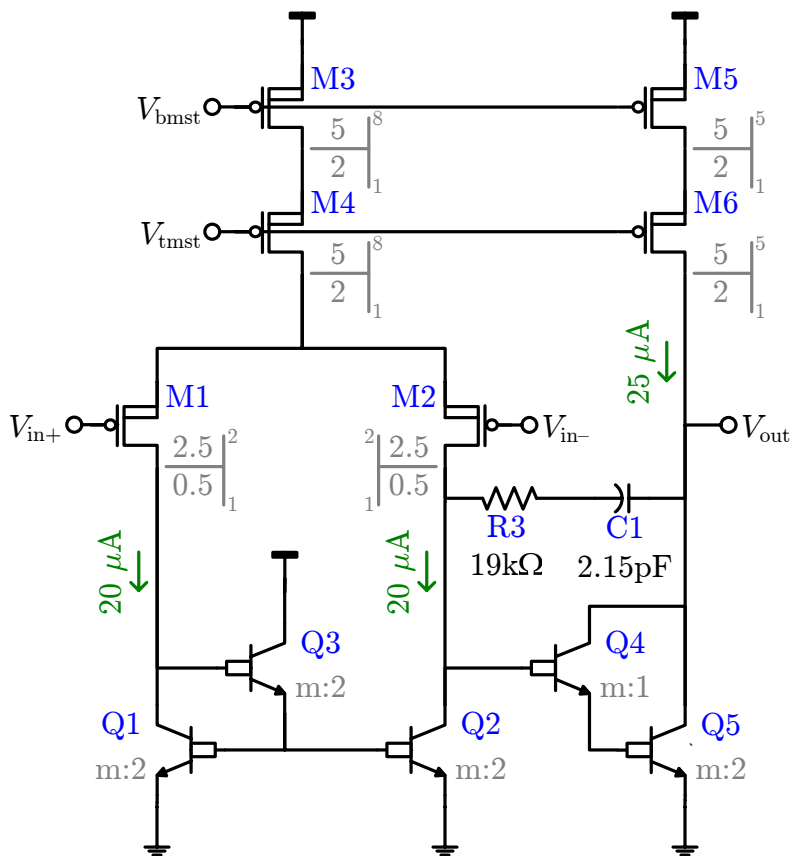 M3
M5
V_bmst
5
2
8
1
5
2
5
1
M4
M6
V_tmst
5
2
8
1
5
2
5
1
25 μA
M1
M2
V_in+
V_in−
V_out
2.5
0.5
2
1
2
1
2.5
0.5
R3
C1
19kΩ
2.15pF
20 μA
20 μA
Q3
m:2
Q4
m:1
Q1
m:2
Q2
m:2
Q5
m:2